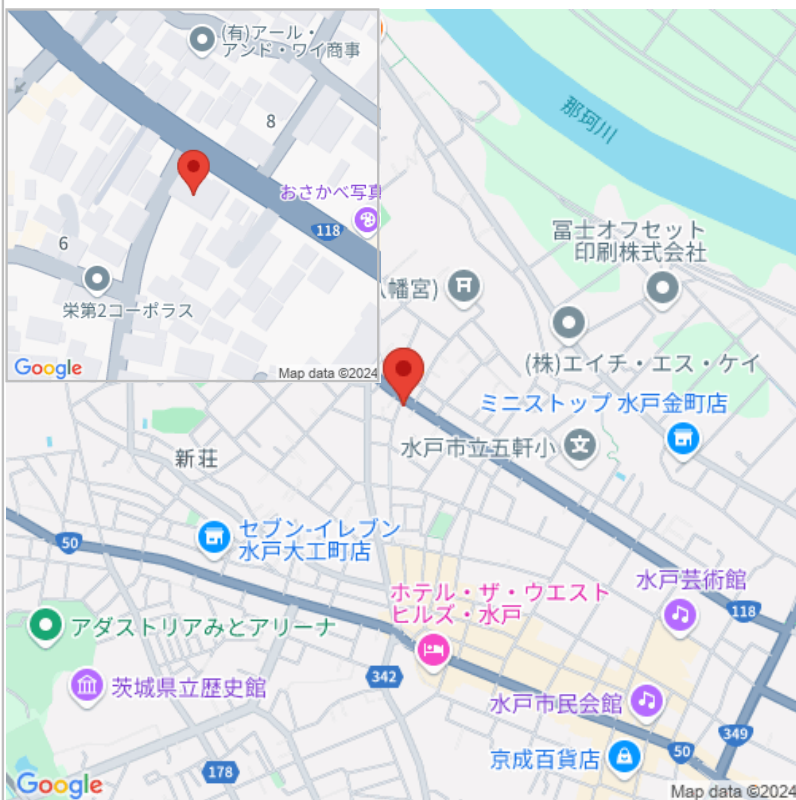 (有)アール・
アンド・ワイ商事
8
おさかべ写真
118
6
栄第2コーポラス
Google
Map data ©2024
那珂川
冨士オフセット
印刷株式会社
八幡宮)
(株)エイチ・エス・ケイ
ミニストップ 水戸金町店
水戸市立五軒小
文
新荘
50
セブン-イレブン
水戸大工町店
水戸芸術館
ホテル・ザ・ウエスト
ヒルズ・水戸
118
アダストリアみとアリーナ
342
茨城県立歴史館
水戸市民会館
349
京成百貨店
50
178
Google
Map data ©2024